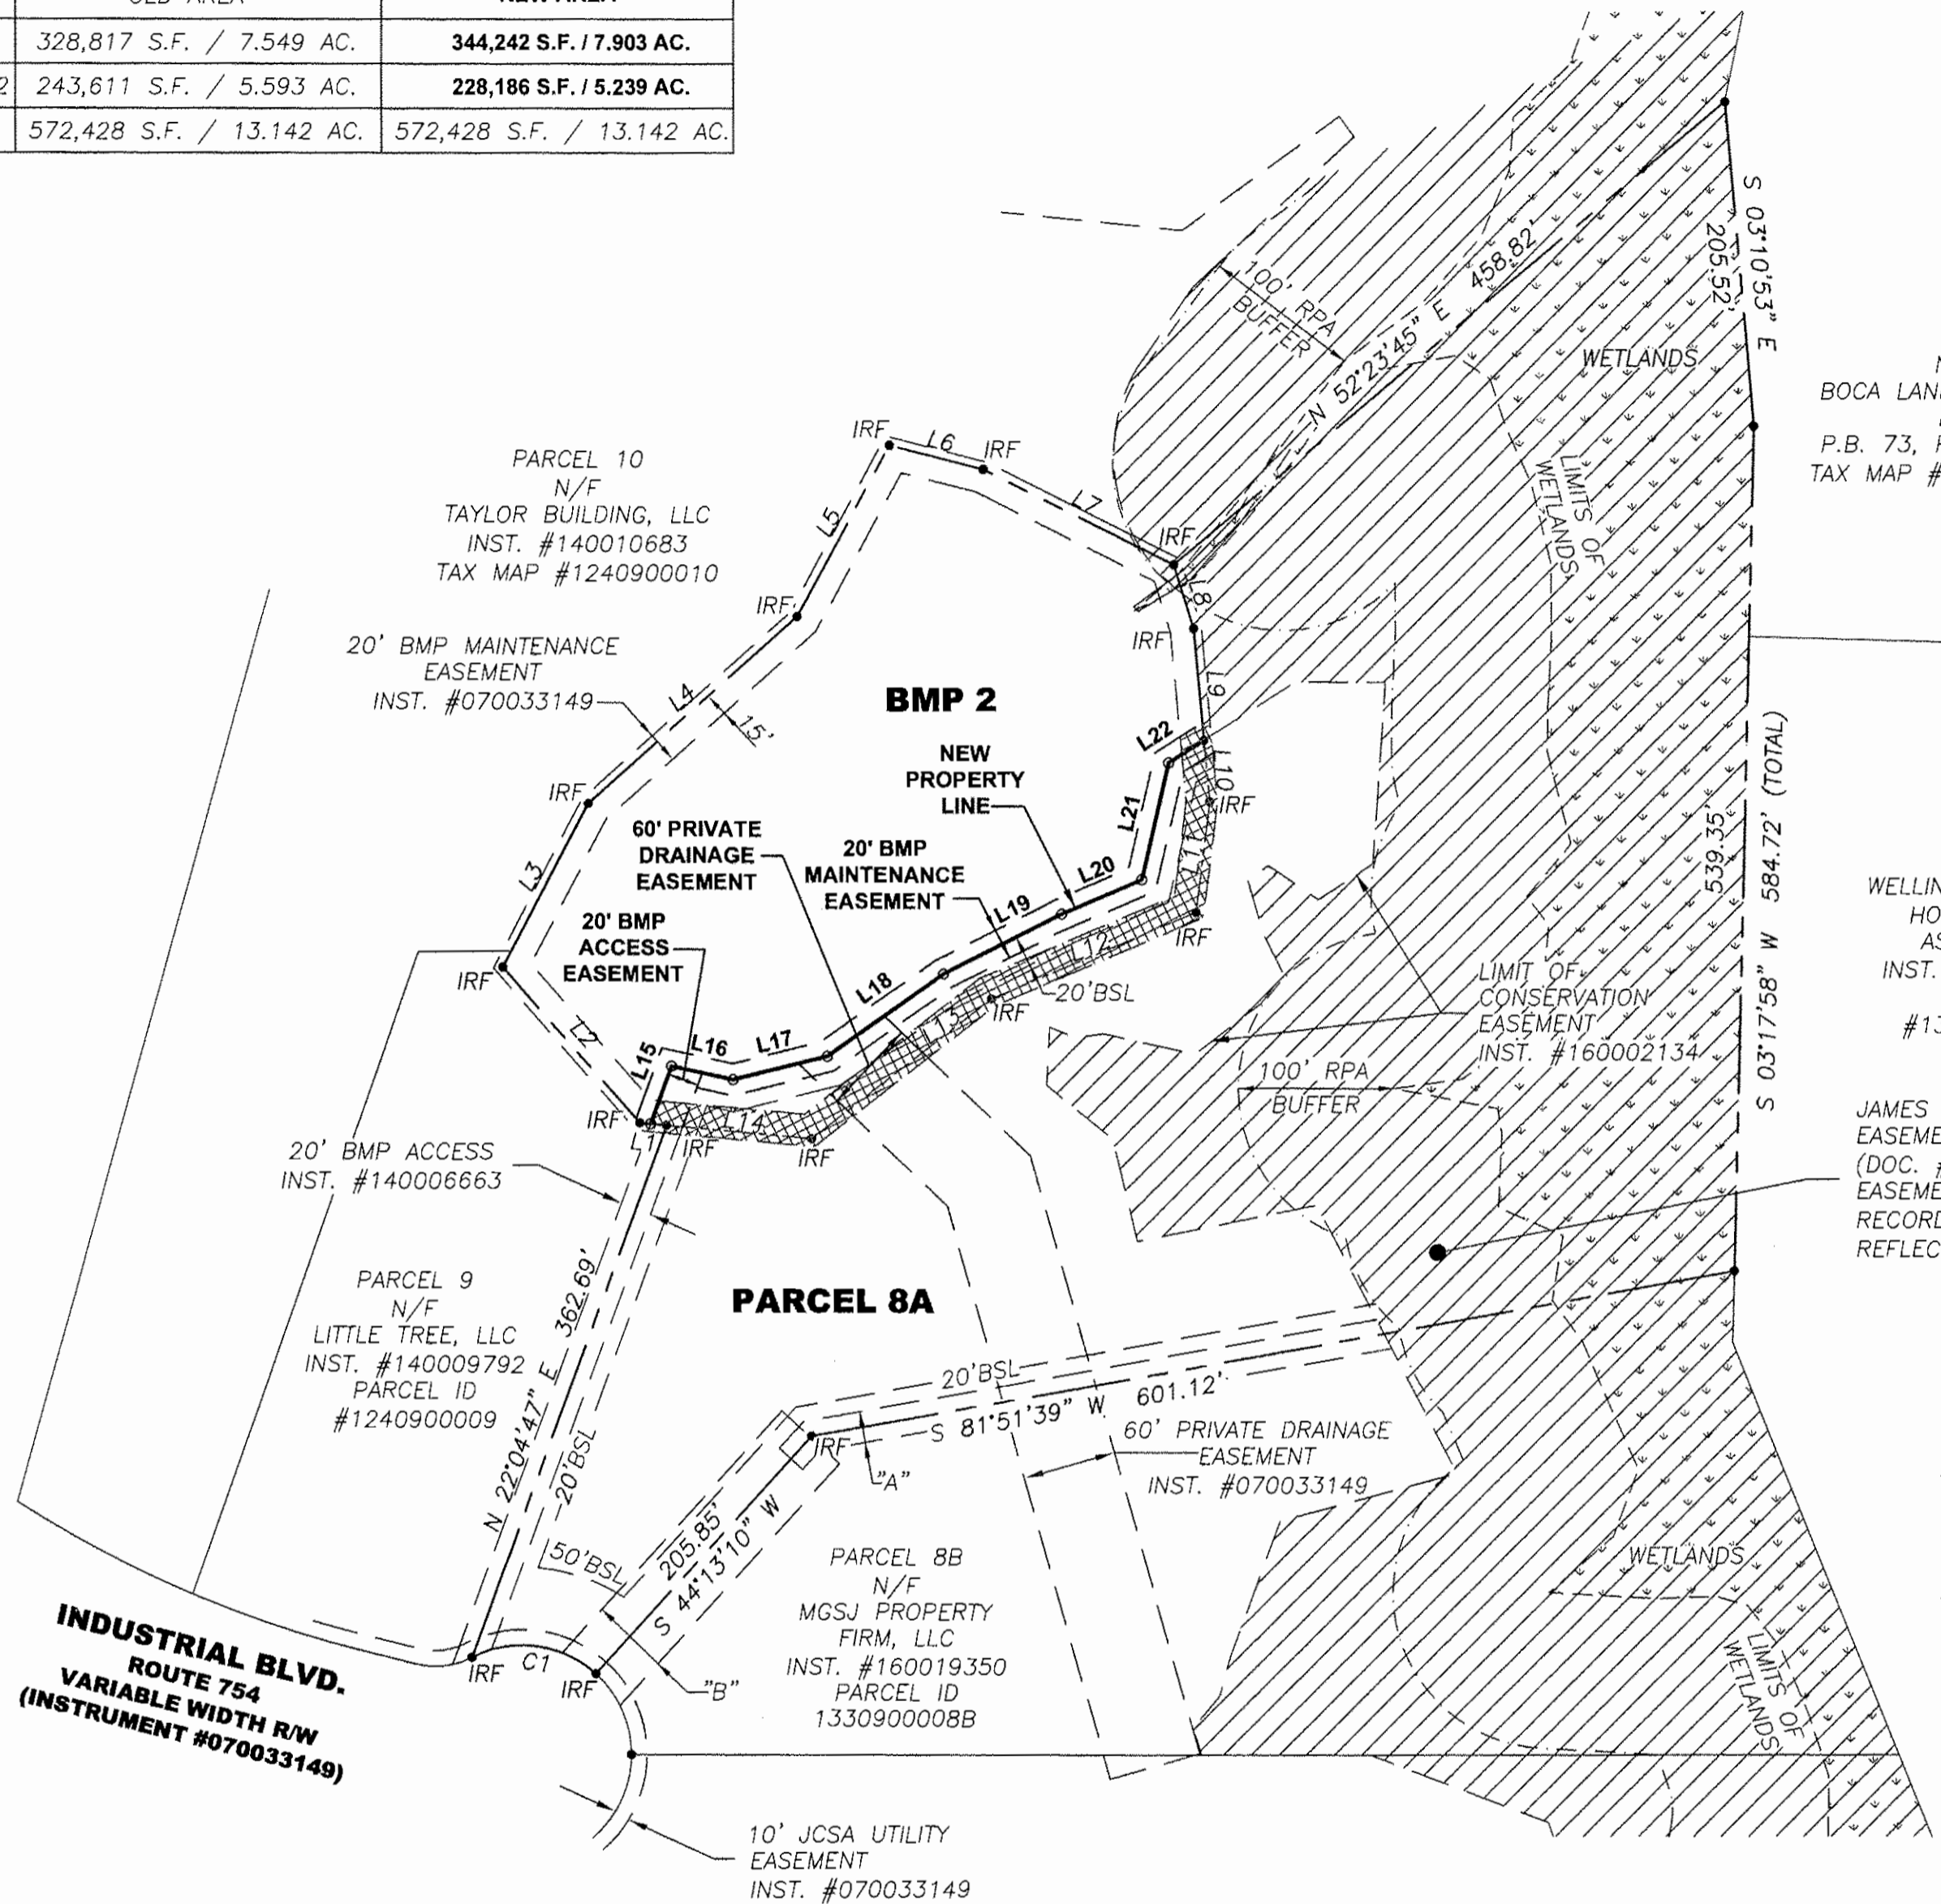 OLD AREA
NEW AREA
328,817 S.F. / 7.549 AC.
344,242 S.F. / 7.903 AC.
2
243,611 S.F. / 5.593 AC.
228,186 S.F. / 5.239 AC.
572,428 S.F. / 13.142 AC.
572,428 S.F. / 13.142 AC.
S 03°10'53" E
205.52'
N 52°23'45" E 458.82'
100' RPA
BUFFER
WETLANDS
LIMITS OF
WETLANDS
BOCA LAN
P.B. 73,
TAX MAP #
PARCEL 10
N/F
TAYLOR BUILDING, LLC
INST. #140010683
TAX MAP #1240900010
IRF
L6
IRF
L7
L5
IRF
L8
IRF
IRF
20' BMP MAINTENANCE
EASEMENT
INST. #070033149
L4
15'
L9
BMP 2
L22
NEW
PROPERTY
LINE
L10
IRF
L21
L11
IRF
60' PRIVATE
DRAINAGE
EASEMENT
20' BMP
MAINTENANCE
EASEMENT
L20
L19
L12
IRF
L3
20' BMP
ACCESS
EASEMENT
L18
20'BSL
L13
IRF
IRF
L2
L15
L16
L17
L14
IRF
L1
IRF
IRF
S 03°17'58" W 584.72' (TOTAL)
539.35'
WELLIN
HO
AS
INST.
#13
LIMIT OF
CONSERVATION
EASEMENT
INST. #160002134
100' RPA
BUFFER
JAMES
EASEME
(DOC. #
EASEME
RECORD
REFLEC
20' BMP ACCESS
INST. #140006663
PARCEL 9
N/F
LITTLE TREE, LLC
INST. #140009792
PARCEL ID
#1240900009
N 22°04'47" E 362.69'
20'BSL
PARCEL 8A
20'BSL
S 81°51'39" W 601.12'
IRF
"A"
60' PRIVATE DRAINAGE
EASEMENT
INST. #070033149
50'BSL
205.85'
S 44°13'10" W
"B"
PARCEL 8B
N/F
MGSJ PROPERTY
FIRM, LLC
INST. #160019350
PARCEL ID
1330900008B
WETLANDS
LIMITS OF
WETLANDS
INDUSTRIAL BLVD.
ROUTE 754
VARIABLE WIDTH R/W
(INSTRUMENT #070033149)
IRF
C1
IRF
10' JCSA UTILITY
EASEMENT
INST. #070033149